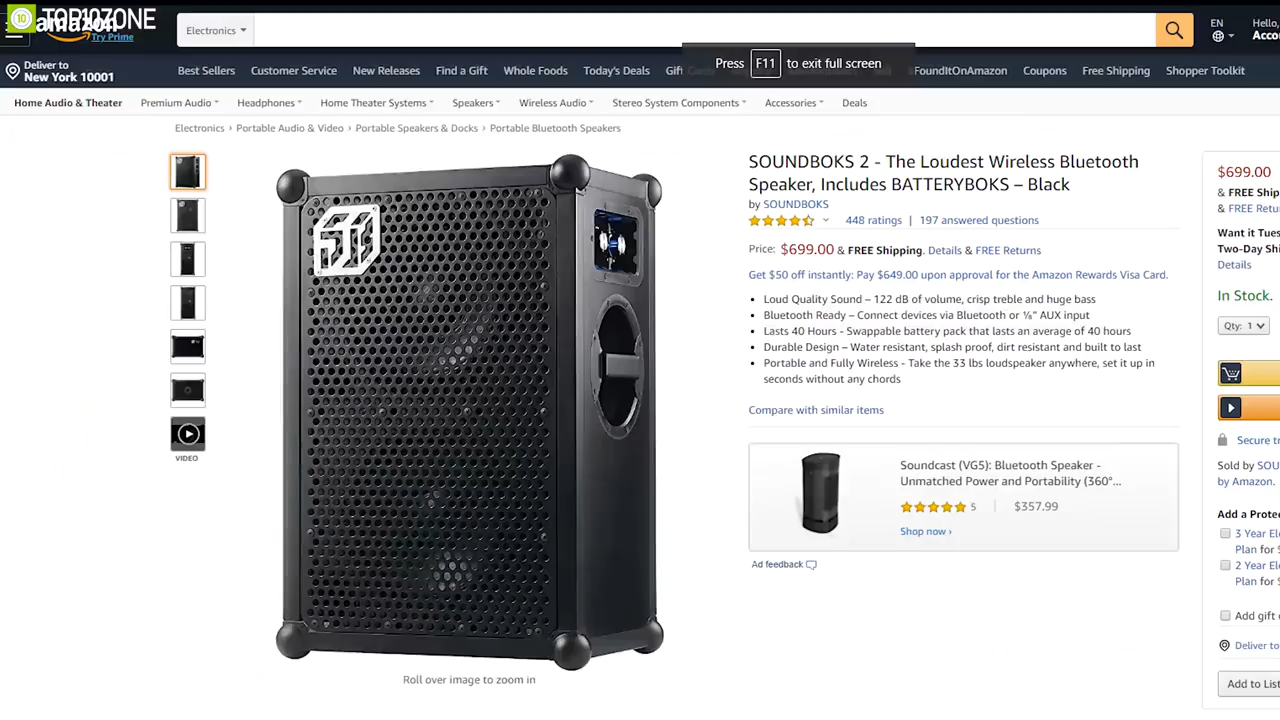 TOP10ZONE
amazon
Try Prime
Electronics
EN
Hello,
Accou
Deliver to
New York 10001
Best Sellers
Customer Service
New Releases
Find a Gift
Whole Foods
Today's Deals
Gift Cards
Press F11 to exit full screen
#FoundItOnAmazon
Coupons
Free Shipping
Shopper Toolkit
Home Audio & Theater
Premium Audio
Headphones
Home Theater Systems
Speakers
Wireless Audio
Stereo System Components
Accessories
Deals
Electronics › Portable Audio & Video › Portable Speakers & Docks › Portable Bluetooth Speakers
SOUNDBOKS 2 - The Loudest Wireless Bluetooth
Speaker, Includes BATTERYBOKS – Black
by SOUNDBOKS
448 ratings | 197 answered questions
Price: $699.00 & FREE Shipping. Details & FREE Returns
Get $50 off instantly: Pay $649.00 upon approval for the Amazon Rewards Visa Card.
• Loud Quality Sound – 122 dB of volume, crisp treble and huge bass
• Bluetooth Ready – Connect devices via Bluetooth or ⅛" AUX input
• Lasts 40 Hours - Swappable battery pack that lasts an average of 40 hours
• Durable Design – Water resistant, splash proof, dirt resistant and built to last
• Portable and Fully Wireless - Take the 33 lbs loudspeaker anywhere, set it up in
seconds without any chords
Compare with similar items
Soundcast (VG5): Bluetooth Speaker -
Unmatched Power and Portability (360°...
5 | $357.99
Shop now ›
Ad feedback
VIDEO
Roll over image to zoom in
$699.00
& FREE Ship
& FREE Retu
Want it Tues
Two-Day Shi
Details
In Stock.
Qty: 1
Secure tr
Sold by SOU
by Amazon.
Add a Prote
3 Year Ele
Plan for $
2 Year Ele
Plan for $
Add gift o
Deliver to
Add to List